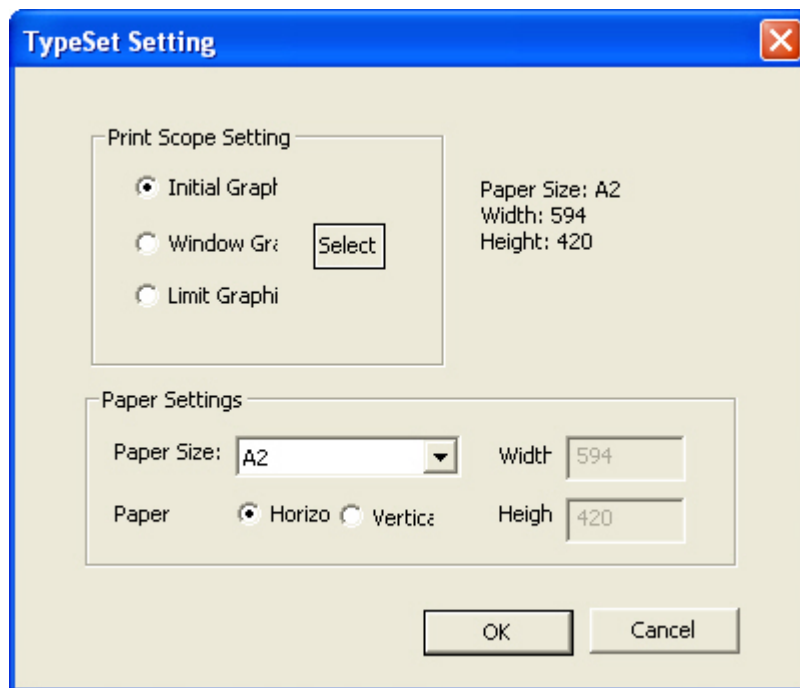 TypeSet Setting
Print Scope Setting
Initial Graph
Window Gra
Select
Limit Graphi
Paper Size: A2
Width: 594
Height: 420
Paper Settings
Paper Size: A2 Width 594
Paper Horizo Vertica Heigh 420
OK Cancel